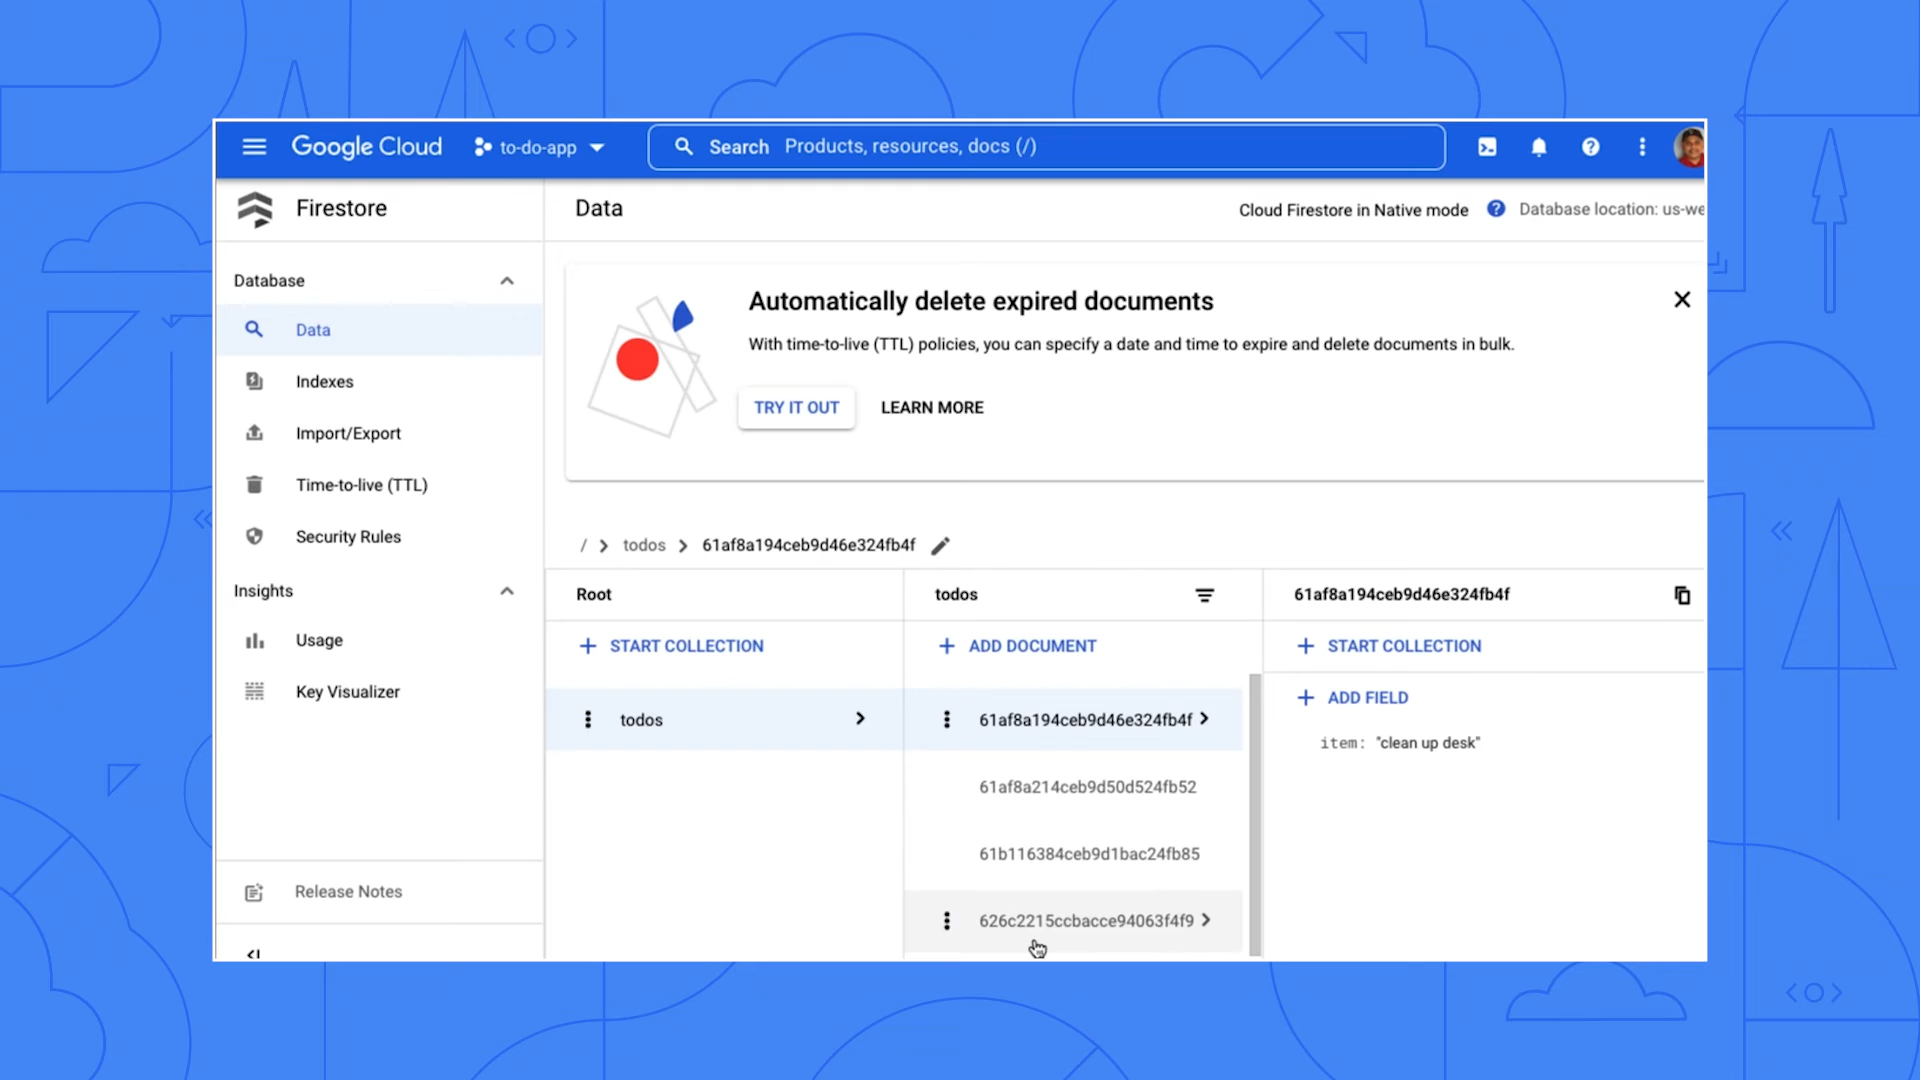 Google Cloud
to-do-app
Search Products, resources, docs (/)
Firestore
Data
Cloud Firestore in Native mode
Database location: us-we
Database
Data
Indexes
Import/Export
Time-to-live (TTL)
Security Rules
Insights
Usage
Key Visualizer
Release Notes
Automatically delete expired documents
With time-to-live (TTL) policies, you can specify a date and time to expire and delete documents in bulk.
TRY IT OUT
LEARN MORE
/ > todos > 61af8a194ceb9d46e324fb4f
Root
+ START COLLECTION
todos
todos
+ ADD DOCUMENT
61af8a194ceb9d46e324fb4f
61af8a214ceb9d50d524fb52
61b116384ceb9d1bac24fb85
626c2215ccbacce94063f4f9
61af8a194ceb9d46e324fb4f
+ START COLLECTION
+ ADD FIELD
item: "clean up desk"